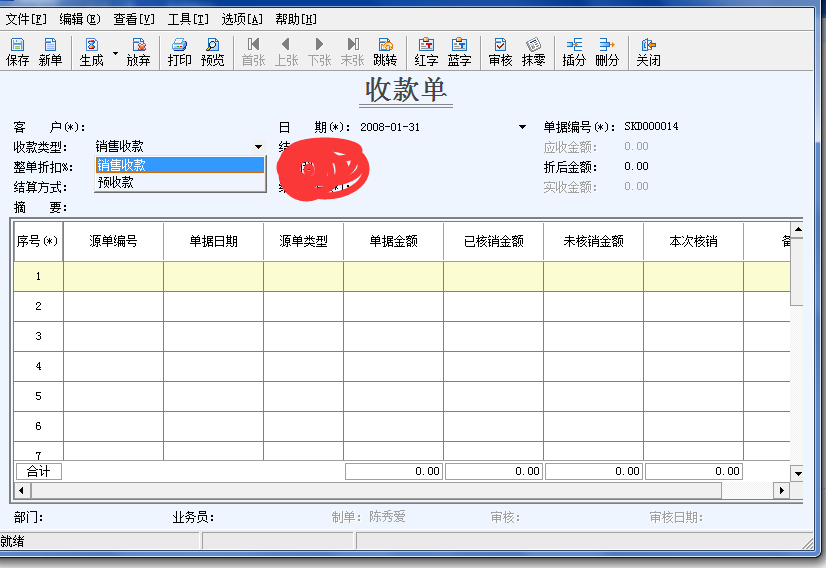 文件[F] 编辑[E] 查看[V] 工具[T] 选项[A] 帮助[H]
保存 新单 生成 放弃 打印 预览 首张 上张 下张 末张 跳转 红字 蓝字 审核 抹零 插分 删分 关闭
收款单
客 户(*): 日 期(*): 2008-01-31 单据编号(*): SKD000014
收款类型: 销售收款 应收金额: 0.00
整单折扣%: 销售收款 折后金额: 0.00
结算方式: 预收款 实收金额: 0.00
摘 要:
序号(*) 源单编号 单据日期 源单类型 单据金额 已核销金额 未核销金额 本次核销 备
1
2
3
4
5
6
7
合计 0.00 0.00 0.00 0.00
部门: 业务员: 制单: 陈秀爱 审核: 审核日期:
就绪